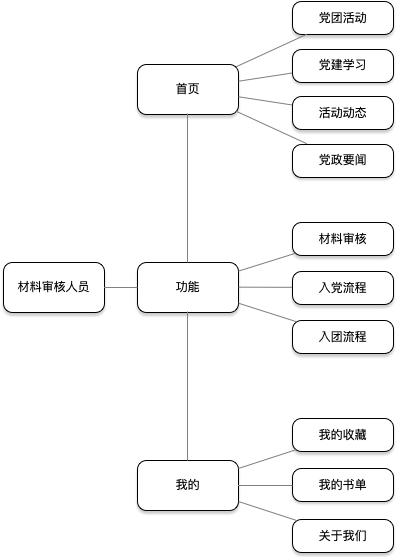 党团活动
党建学习
首页
活动动态
党政要闻
材料审核
材料审核人员
功能
入党流程
入团流程
我的收藏
我的
我的书单
关于我们